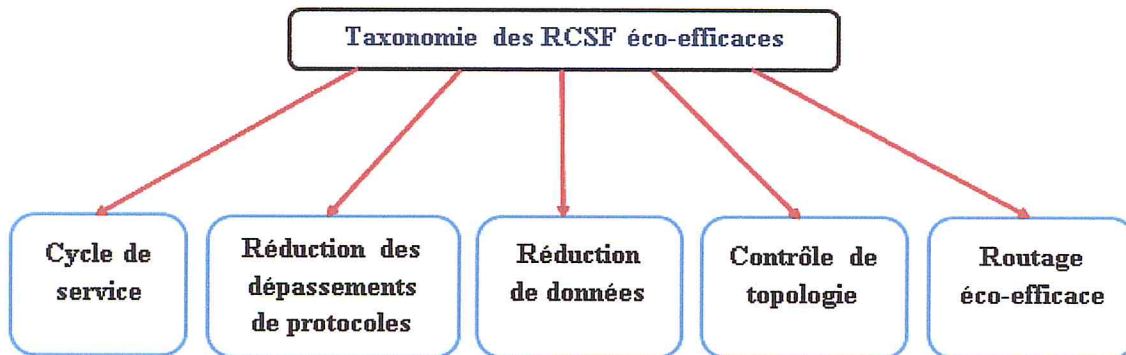 Taxonomie des RCSF éco-efficaces
Cycle de
service
Réduction des
dépassements
de protocoles
Réduction
de données
Contrôle de
topologie
Routage
éco-efficace